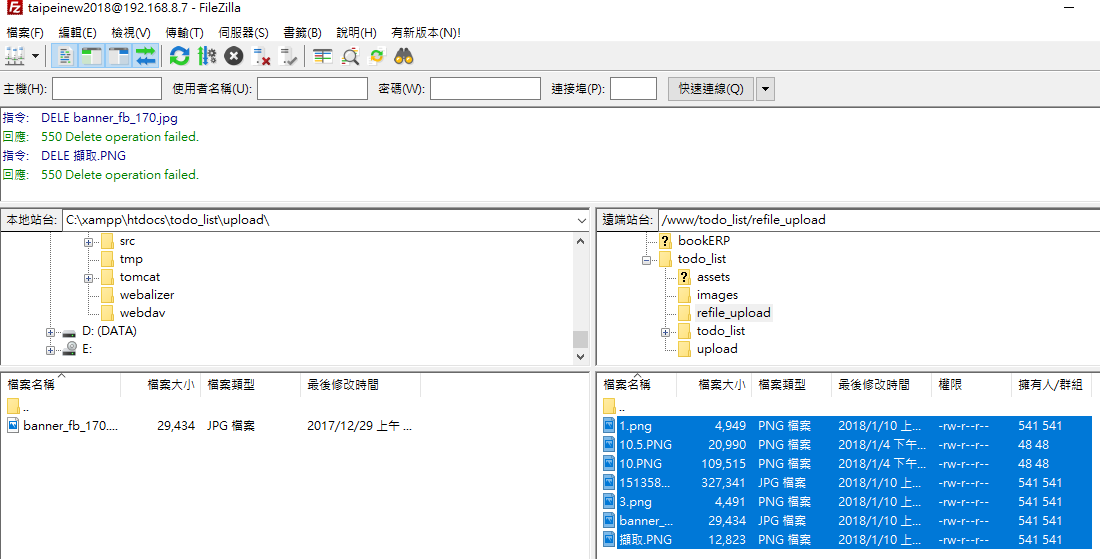 taipeinew2018@192.168.8.7 - FileZilla
檔案(F) 編輯(E) 檢視(V) 傳輸(T) 伺服器(S) 書籤(B) 說明(H) 有新版本(N)!
主機(H): 使用者名稱(U): 密碼(W): 連接埠(P): 快速連線(Q)
指令: DELE banner_fb_170.jpg
回應: 550 Delete operation failed.
指令: DELE 擷取.PNG
回應: 550 Delete operation failed.
本地站台: C:\xampp\htdocs\todo_list\upload\
src
tmp
tomcat
webalizer
webdav
D: (DATA)
E:
檔案名稱 檔案大小 檔案類型 最後修改時間
..
banner_fb_170.... 29,434 JPG 檔案 2017/12/29 上午 ...
遠端站台: /www/todo_list/refile_upload
bookERP
todo_list
assets
images
refile_upload
todo_list
upload
檔案名稱 檔案大小 檔案類型 最後修改時間 權限 擁有人/群組
..
1.png 4,949 PNG 檔案 2018/1/10 上... -rw-r--r-- 541 541
10.5.PNG 20,990 PNG 檔案 2018/1/4 下午... -rw-r--r-- 48 48
10.PNG 109,515 PNG 檔案 2018/1/4 下午... -rw-r--r-- 48 48
151358... 327,341 JPG 檔案 2018/1/10 上... -rw-r--r-- 541 541
3.png 4,491 PNG 檔案 2018/1/10 上... -rw-r--r-- 541 541
banner_... 29,434 JPG 檔案 2018/1/10 上... -rw-r--r-- 541 541
擷取.PNG 12,823 PNG 檔案 2018/1/10 上... -rw-r--r-- 541 541